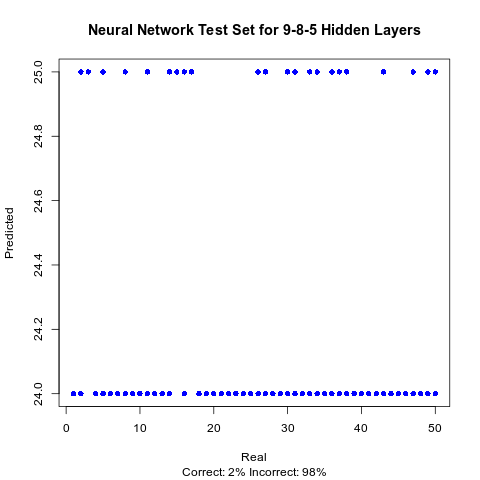 Neural Network Test Set for 9-8-5 Hidden Layers
Predicted
25.0
24.8
24.6
24.4
24.2
24.0
0 10 20 30 40 50
Real
Correct: 2% Incorrect: 98%